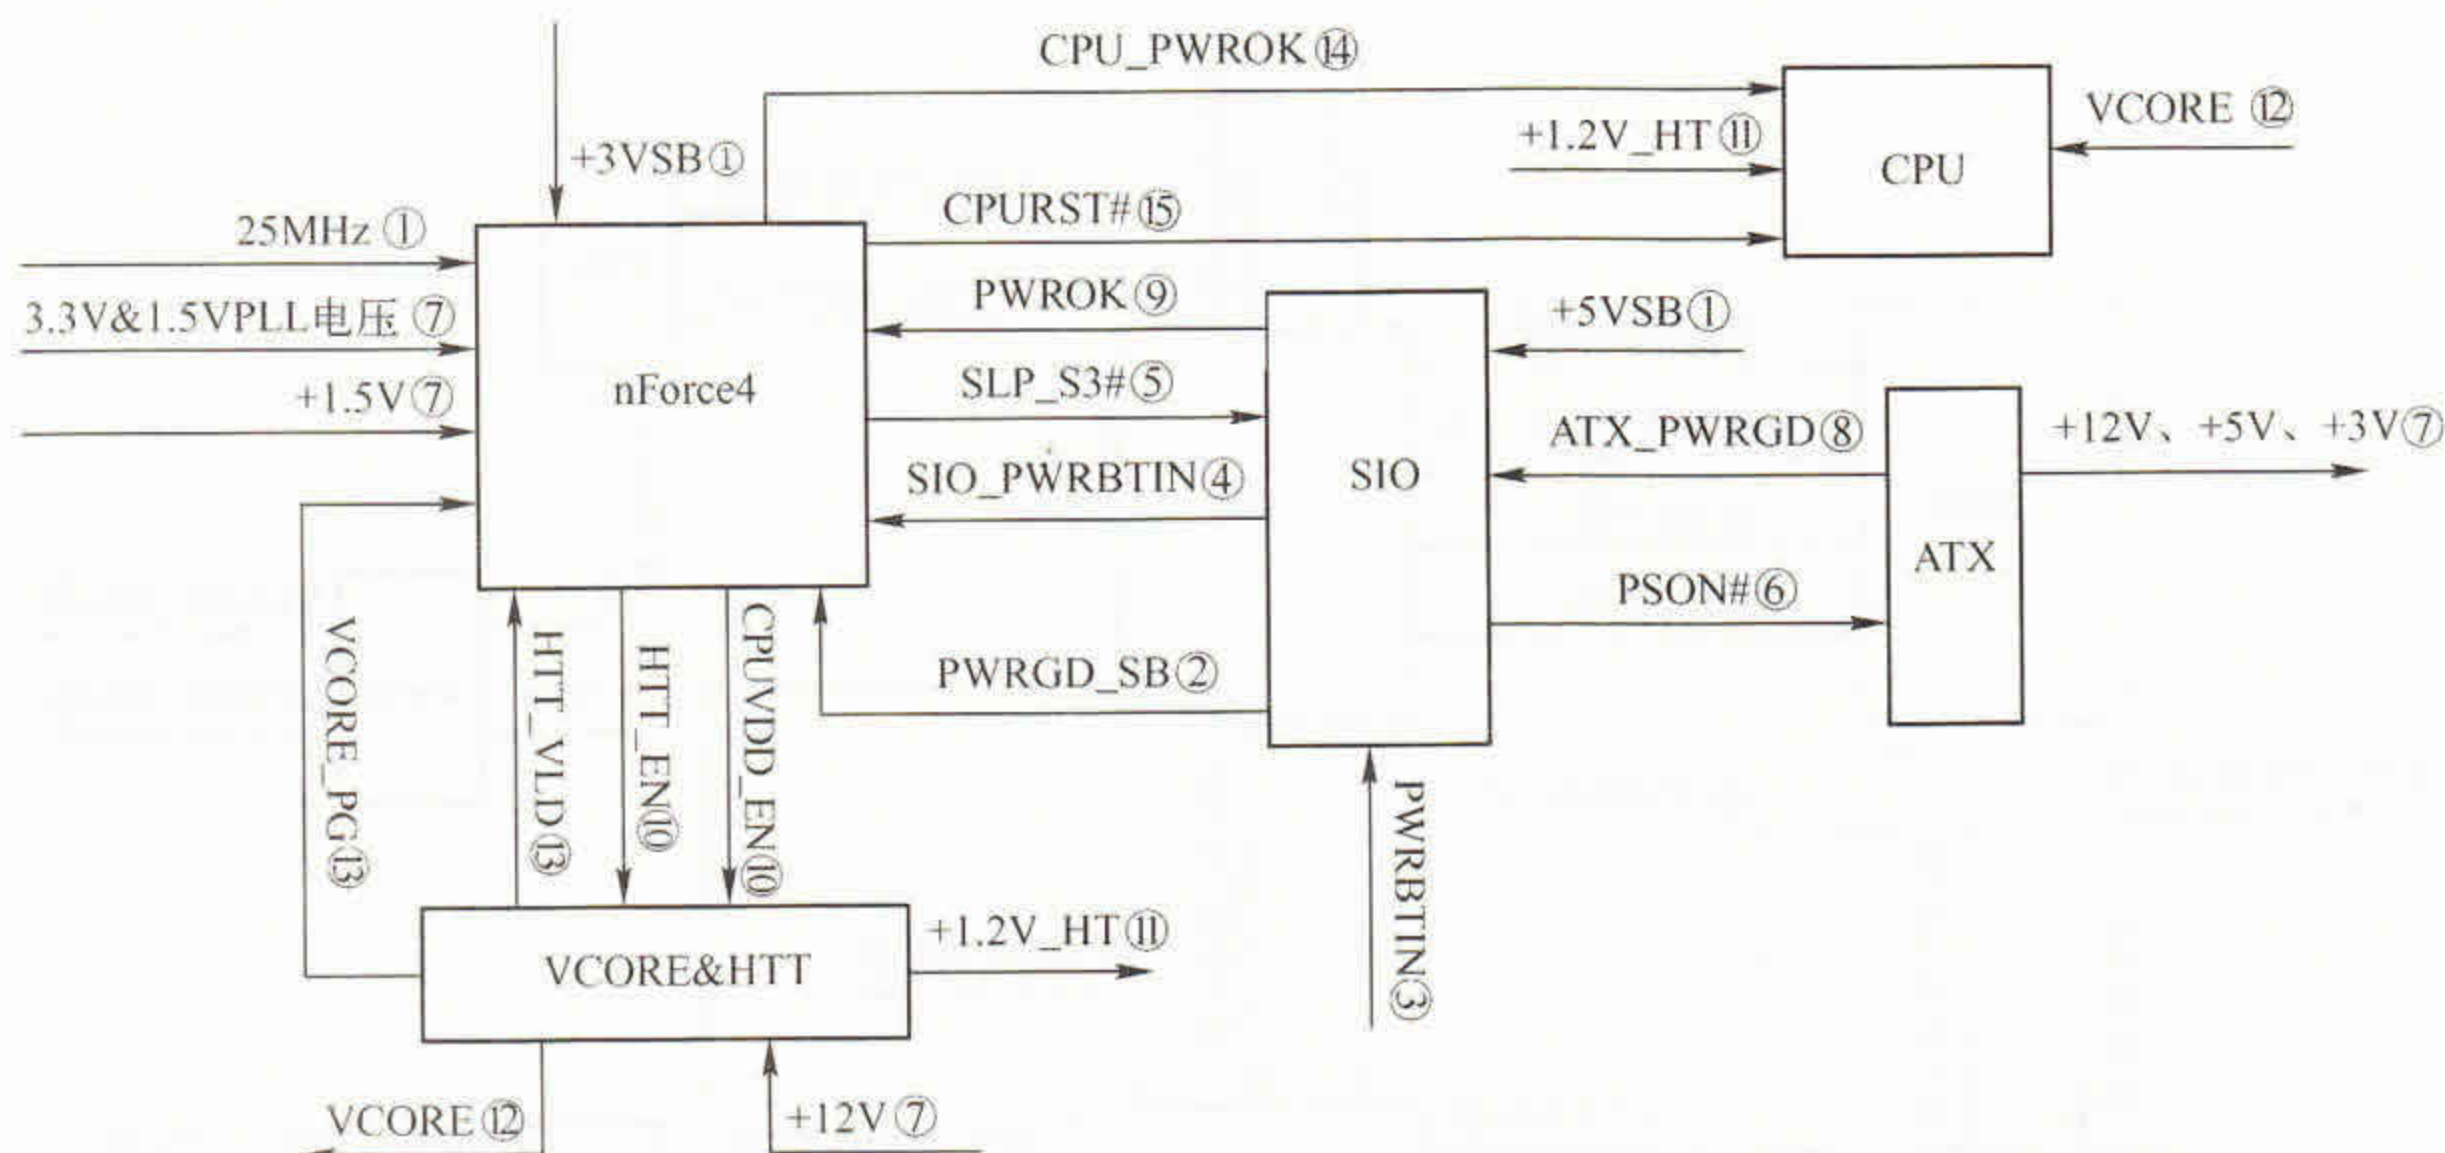 CPU_PWROK⑭
VCORE ⑫
+1.2V_HT⑪
CPU
+3VSB①
CPURST#⑮
25MHz ①
PWROK⑨
3.3V&1.5VPLL电压 ⑦
+5VSB①
SLP_S3#⑤
nForce4
+1.5V⑦
ATX_PWRGD⑧
+12V、+5V、+3V⑦
SIO_PWRBTIN④
SIO
ATX
PSON#⑥
PWRGD_SB②
VCORE_PG⑬
HTT_VLD⑬
HTT_EN⑩
CPUVDD_EN⑩
PWRBTIN③
+1.2V_HT⑪
VCORE&HTT
VCORE⑫
+12V⑦